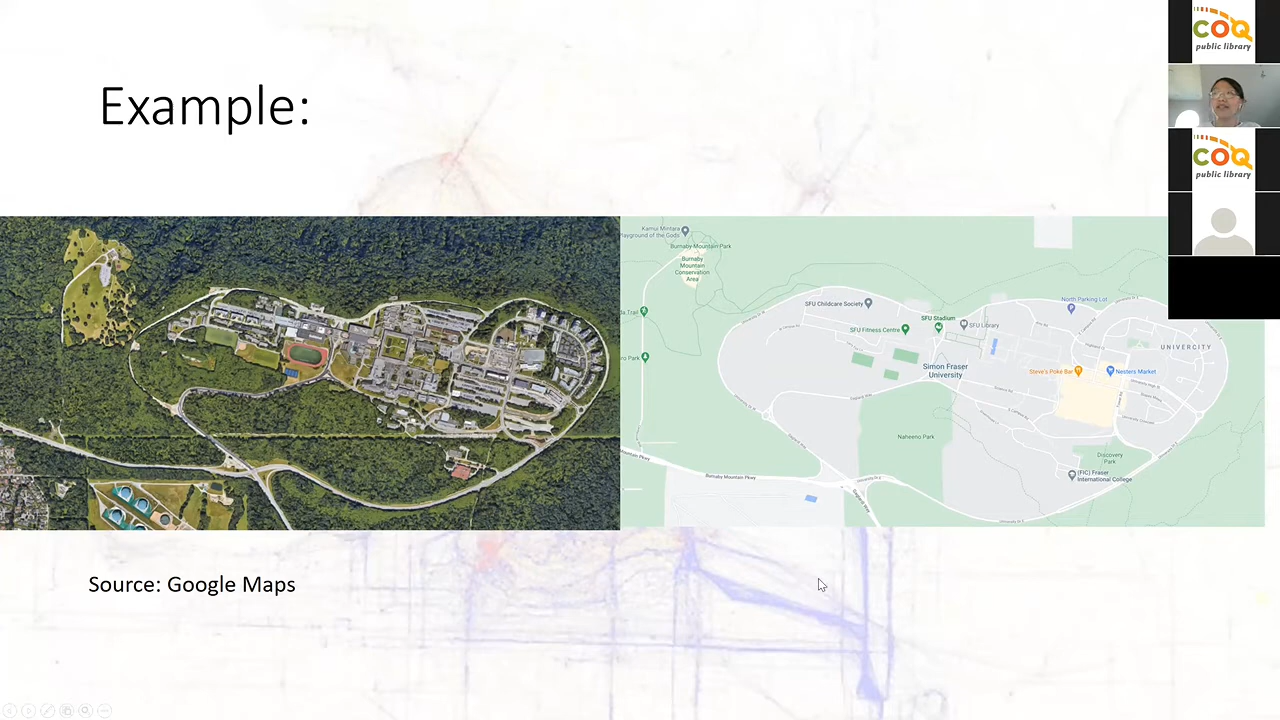 Example:
COQ
public library
COQ
public library
Kamui Mintara
Playground of the Gods
Burnaby Mountain Park
Burnaby
Mountain
Conservation
Area
SFU Childcare Society
North Parking Lot
SFU Stadium
SFU Fitness Centre
SFU Library
UNIVERCITY
Simon Fraser
University
Steve's Poke Bar
Nesters Market
Naheeno Park
Discovery
Park
(FIC) Fraser
International College
Burnaby Mountain Pkwy
Source: Google Maps